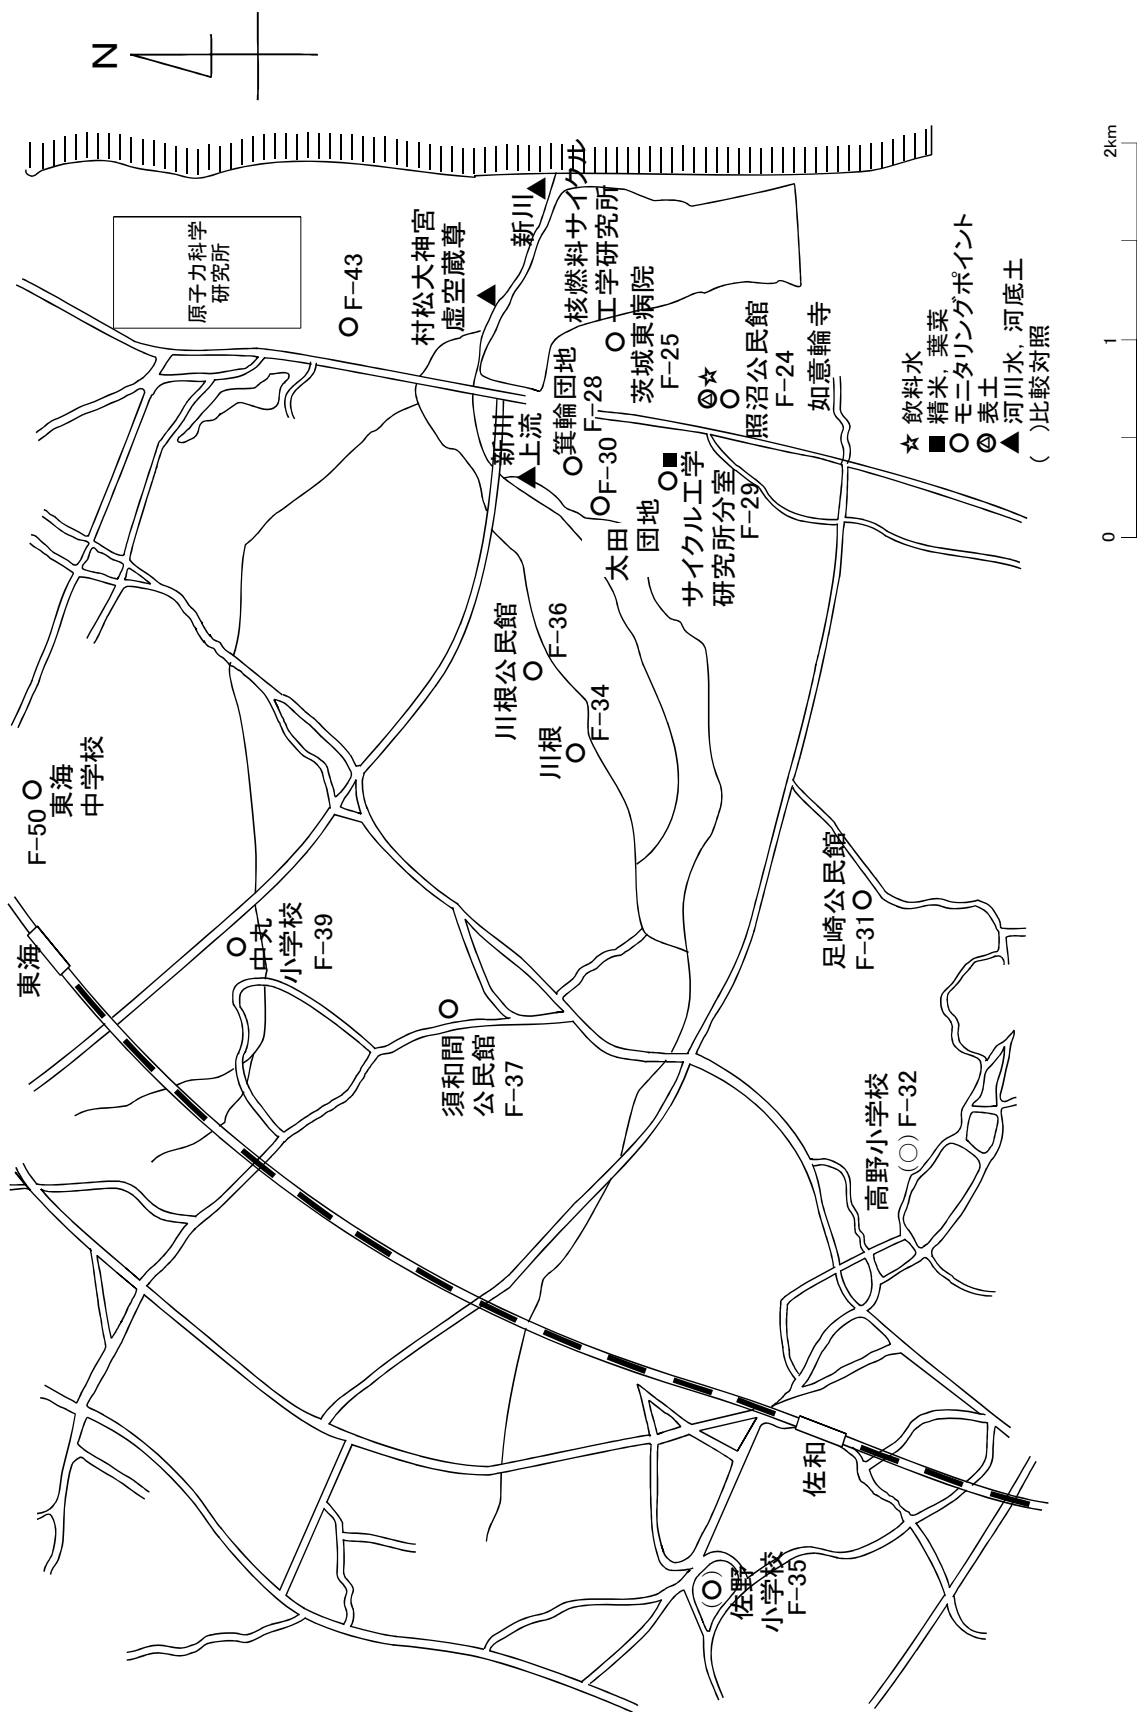 N
東海
F−50
東海
中学校
原子力科学
研究所
F−43
中丸
小学校
F−39
村松大神宮
虚空蔵尊
新川
須和間
公民館
F−37
川根公民館
F−36
新川
上流
川根
F−34
箕輪団地
F−28
F−30
太田
団地
核燃料サイクル
工学研究所
茨城東病院
F−25
サイクル工学
研究所分室
F−29
照沼公民館
F−24
如意輪寺
足崎公民館
F−31
高野小学校
(○) F−32
佐和
(○)
佐野
小学校
F−35
☆ 飲料水
■ 精米, 葉菜
○ モニタリングポイント
表土
▲ 河川水, 河底土
( )比較対照
0 1 2km